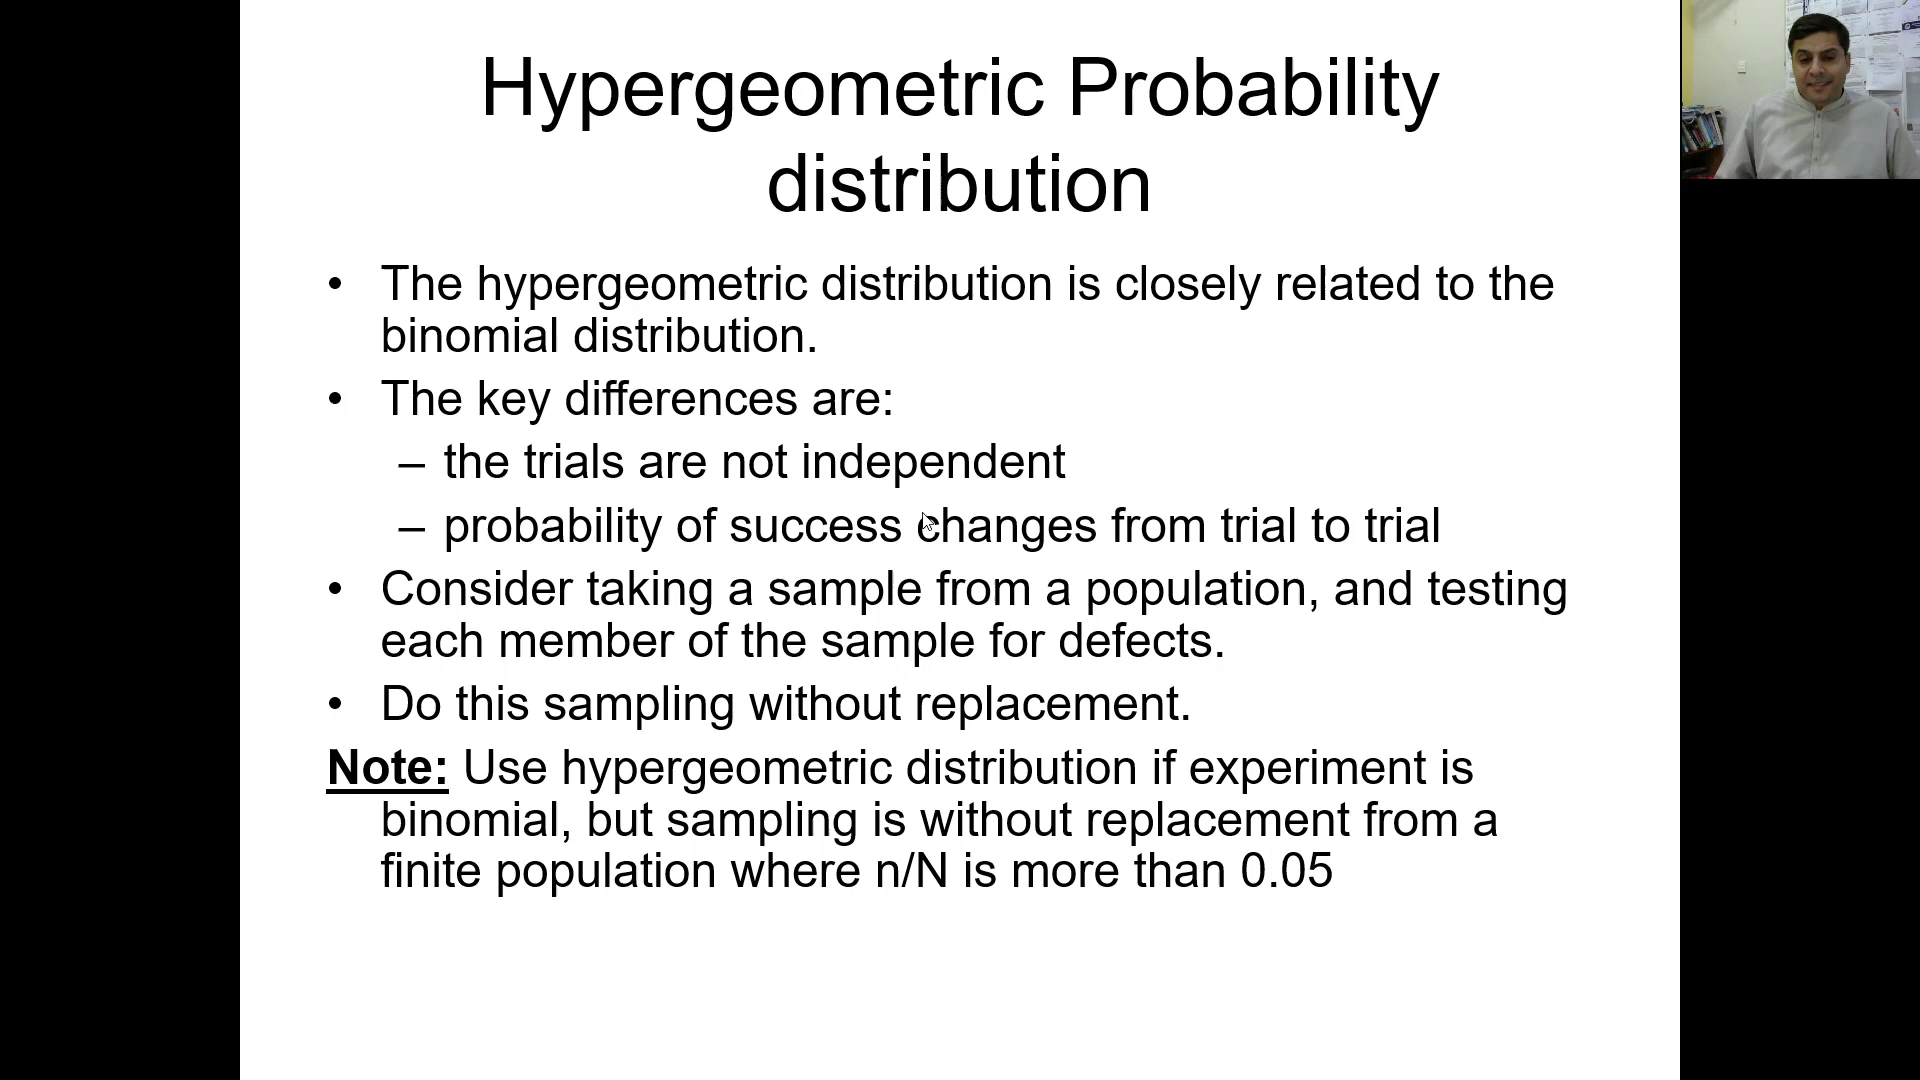 Hypergeometric Probability
distribution
• The hypergeometric distribution is closely related to the
binomial distribution.
• The key differences are:
– the trials are not independent
– probability of success changes from trial to trial
• Consider taking a sample from a population, and testing
each member of the sample for defects.
• Do this sampling without replacement.
Note: Use hypergeometric distribution if experiment is
binomial, but sampling is without replacement from a
finite population where n/N is more than 0.05